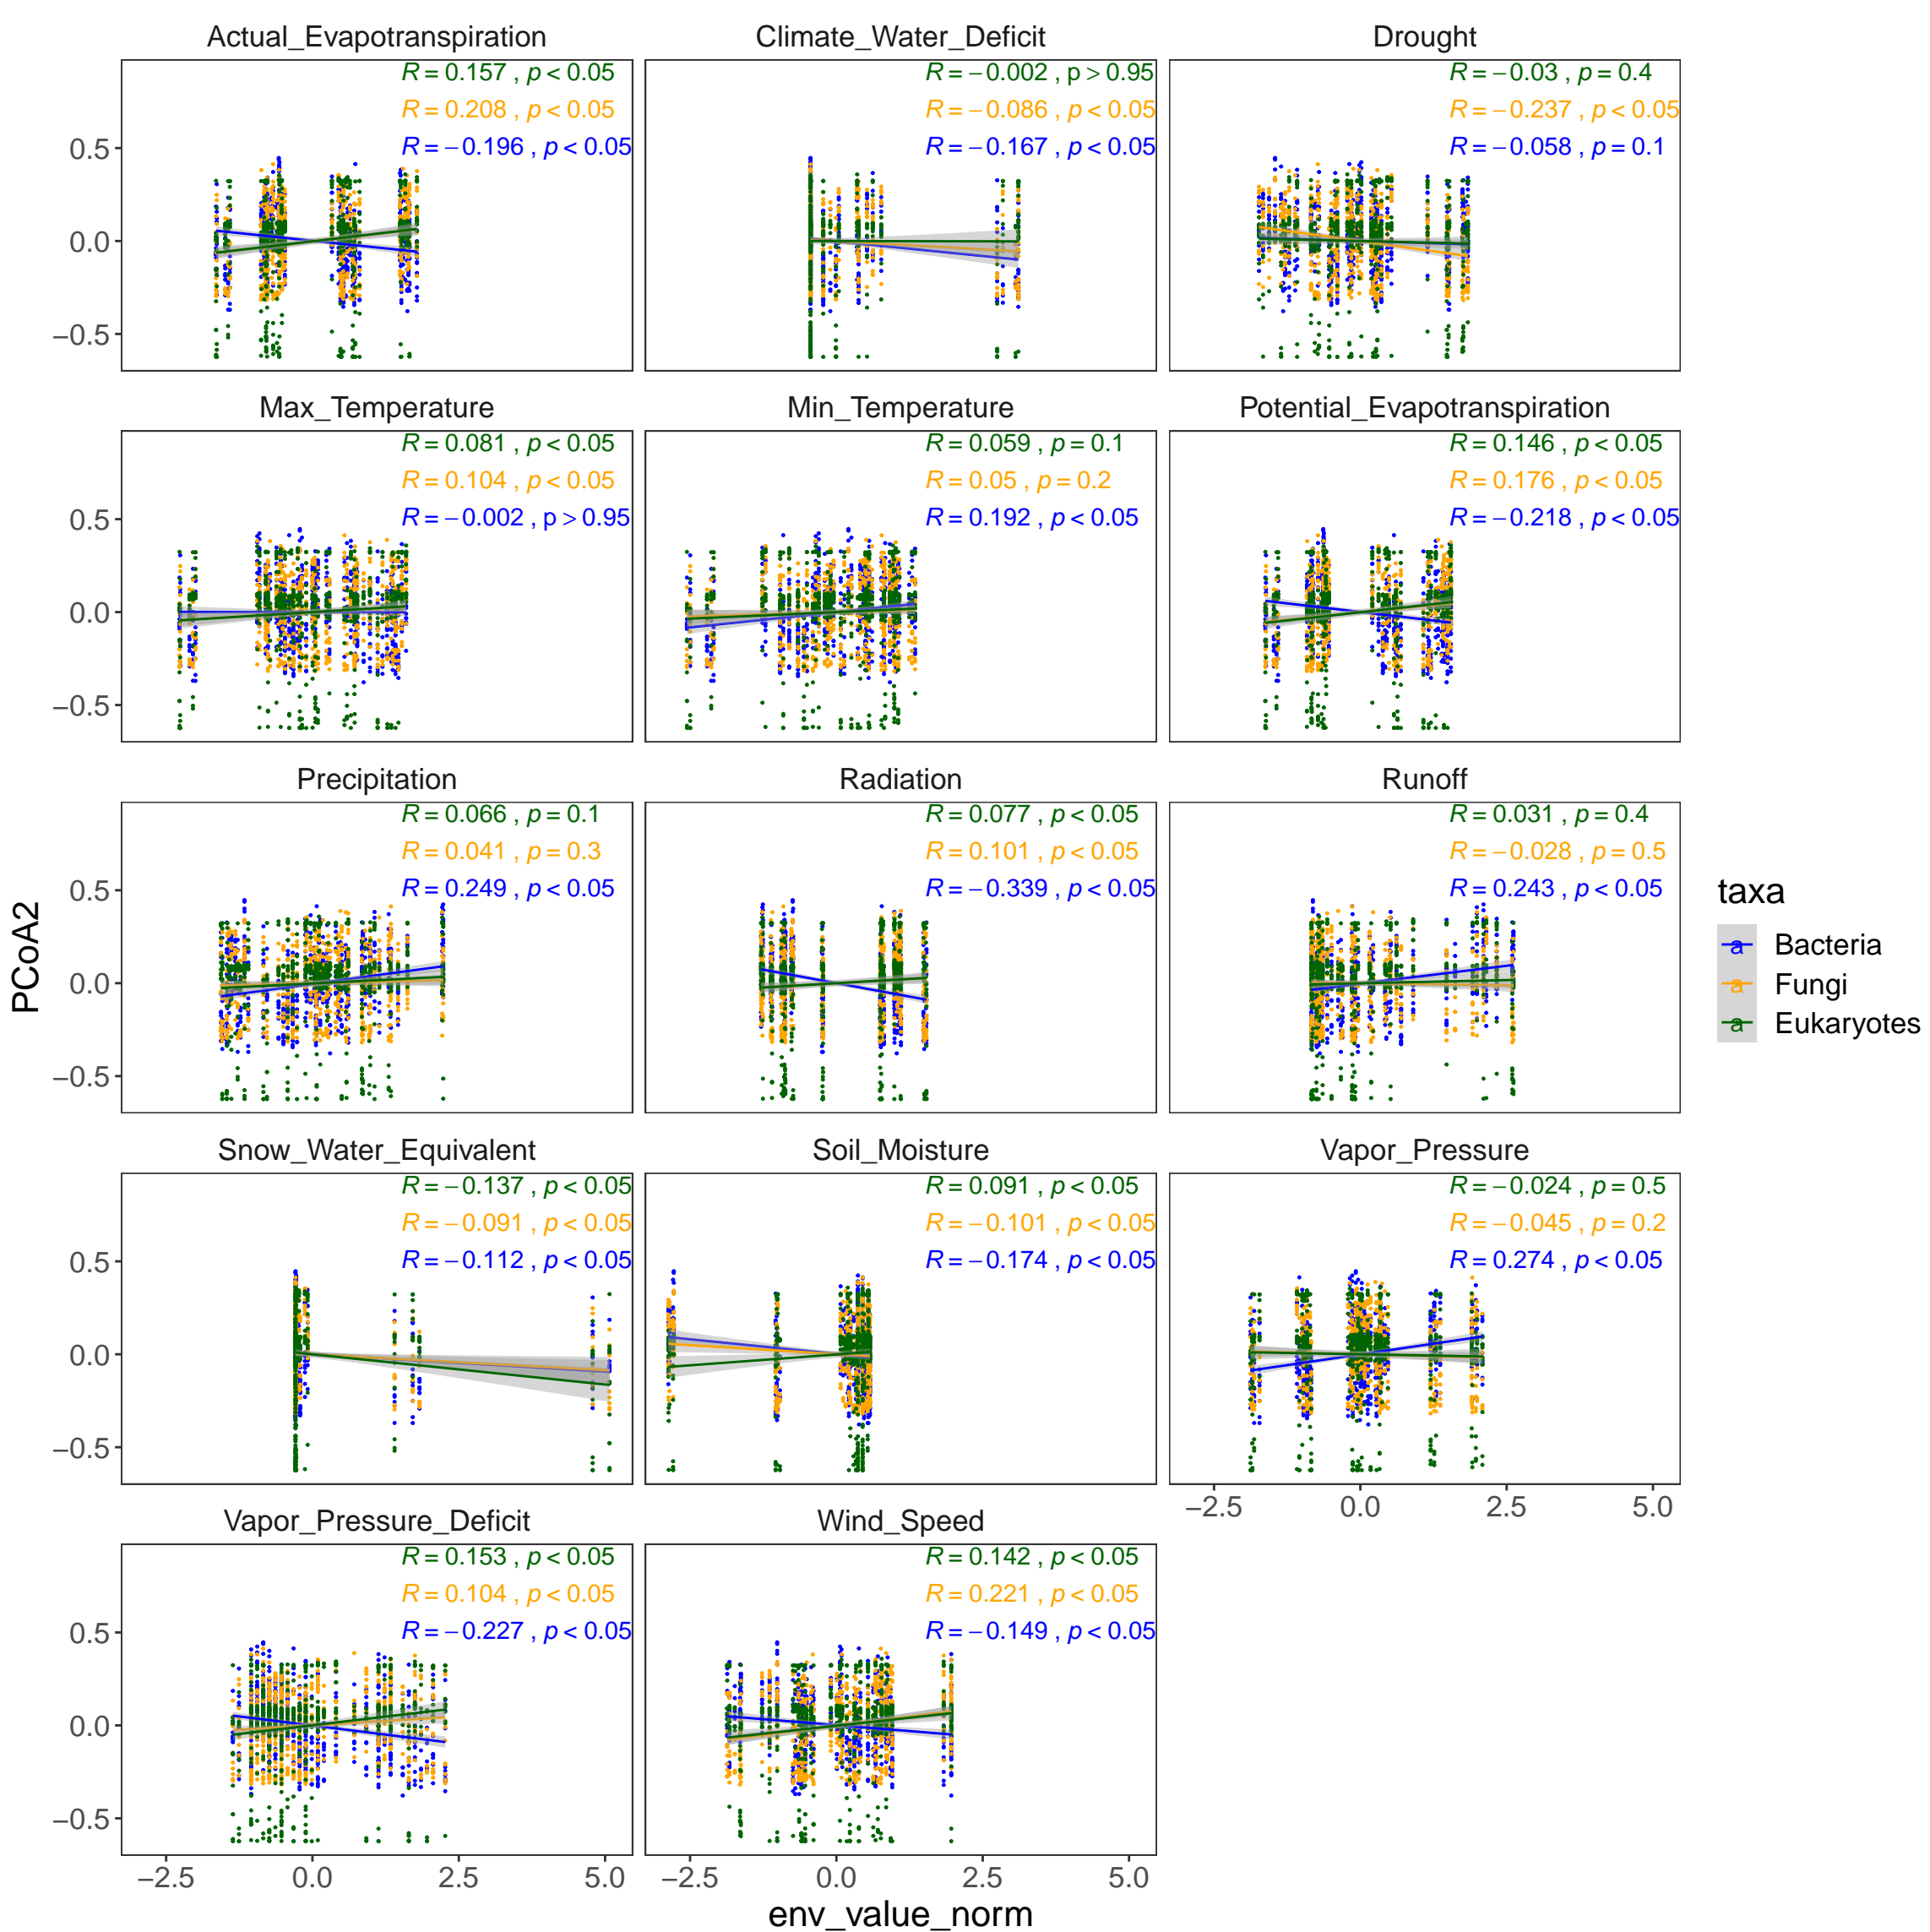 Actual_Evapotranspiration
R = 0.157 , p < 0.05
R = 0.208 , p < 0.05
R = −0.196 , p < 0.05
0.5
0.0
−0.5
Climate_Water_Deficit
R = −0.002 , p > 0.95
R = −0.086 , p < 0.05
R = −0.167 , p < 0.05
Drought
R = −0.03 , p = 0.4
R = −0.237 , p < 0.05
R = −0.058 , p = 0.1
Max_Temperature
R = 0.081 , p < 0.05
R = 0.104 , p < 0.05
R = −0.002 , p > 0.95
0.5
0.0
−0.5
Min_Temperature
R = 0.059 , p = 0.1
R = 0.05 , p = 0.2
R = 0.192 , p < 0.05
Potential_Evapotranspiration
R = 0.146 , p < 0.05
R = 0.176 , p < 0.05
R = −0.218 , p < 0.05
Precipitation
R = 0.066 , p = 0.1
R = 0.041 , p = 0.3
R = 0.249 , p < 0.05
0.5
0.0
−0.5
PCoA2
Radiation
R = 0.077 , p < 0.05
R = 0.101 , p < 0.05
R = −0.339 , p < 0.05
Runoff
R = 0.031 , p = 0.4
R = −0.028 , p = 0.5
R = 0.243 , p < 0.05
taxa
a Bacteria
a Fungi
a Eukaryotes
Snow_Water_Equivalent
R = −0.137 , p < 0.05
R = −0.091 , p < 0.05
R = −0.112 , p < 0.05
0.5
0.0
−0.5
Soil_Moisture
R = 0.091 , p < 0.05
R = −0.101 , p < 0.05
R = −0.174 , p < 0.05
Vapor_Pressure
R = −0.024 , p = 0.5
R = −0.045 , p = 0.2
R = 0.274 , p < 0.05
−2.5 0.0 2.5 5.0
Vapor_Pressure_Deficit
R = 0.153 , p < 0.05
R = 0.104 , p < 0.05
R = −0.227 , p < 0.05
0.5
0.0
−0.5
−2.5 0.0 2.5 5.0
Wind_Speed
R = 0.142 , p < 0.05
R = 0.221 , p < 0.05
R = −0.149 , p < 0.05
−2.5 0.0 2.5 5.0
env_value_norm